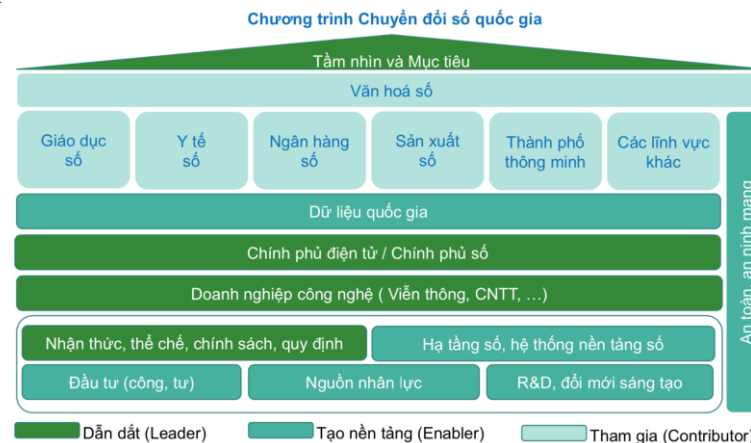 Chương trình Chuyển đổi số quốc gia
Tầm nhìn và Mục tiêu
Văn hoá số
Giáo dục
số
Y tế
số
Ngân hàng
số
Sản xuất
số
Thành phố
thông minh
Các lĩnh vực
khác
Dữ liệu quốc gia
Chính phủ điện tử / Chính phủ số
Doanh nghiệp công nghệ ( Viễn thông, CNTT, …)
An toàn, an ninh mạng
Nhận thức, thể chế, chính sách, quy định
Hạ tầng số, hệ thống nền tảng số
Đầu tư (công, tư)
Nguồn nhân lực
R&D, đổi mới sáng tạo
Dẫn dắt (Leader)
Tạo nền tảng (Enabler)
Tham gia (Contributor)